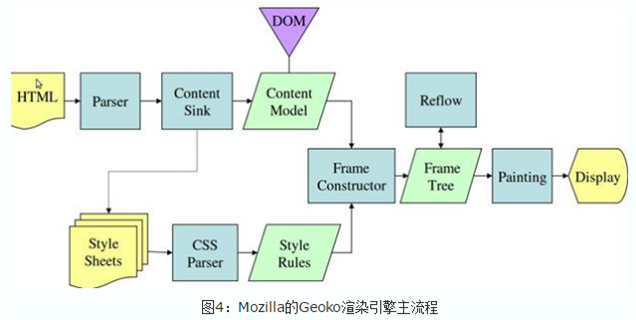 DOM
HTML
Parser
Content
Sink
Content
Model
Reflow
Frame
Constructor
Frame
Tree
Painting
Display
Style
Sheets
CSS
Parser
Style
Rules
图4：Mozilla的Geoko渲染引擎主流程